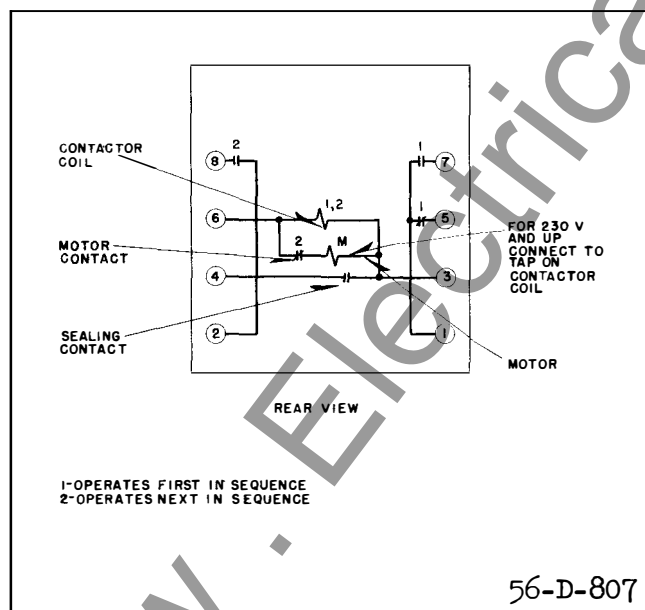 CONTACTOR
COIL
MOTOR
CONTACT
SEALING
CONTACT
2
8
6
4
2
1,2
2
M
1
7
1
5
3
1
FOR 230 V
AND UP
CONNECT TO
TAP ON
CONTACTOR
COIL
MOTOR
REAR VIEW
1-OPERATES FIRST IN SEQUENCE
2-OPERATES NEXT IN SEQUENCE
56-D-807
w . Electrica